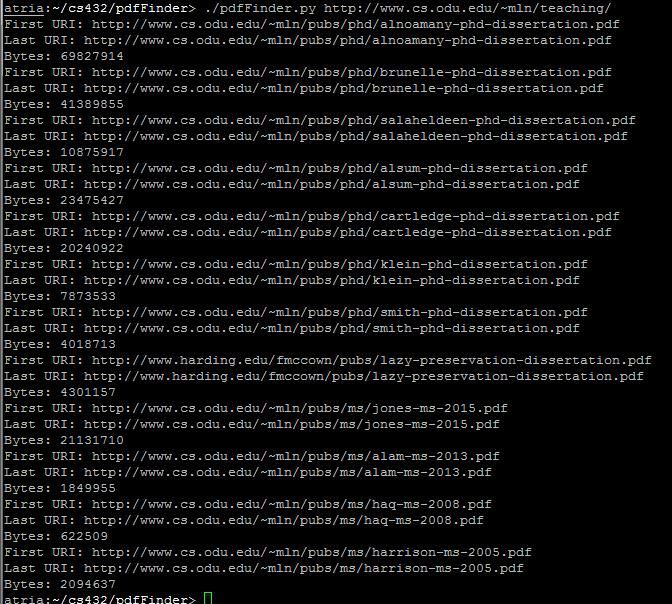 atria:~/cs432/pdfFinder> ./pdfFinder.py http://www.cs.odu.edu/~mln/teaching/
First URI: http://www.cs.odu.edu/~mln/pubs/phd/alnoamany-phd-dissertation.pdf
Last URI: http://www.cs.odu.edu/~mln/pubs/phd/alnoamany-phd-dissertation.pdf
Bytes: 69827914
First URI: http://www.cs.odu.edu/~mln/pubs/phd/brunelle-phd-dissertation.pdf
Last URI: http://www.cs.odu.edu/~mln/pubs/phd/brunelle-phd-dissertation.pdf
Bytes: 41389855
First URI: http://www.cs.odu.edu/~mln/pubs/phd/salaheldeen-phd-dissertation.pdf
Last URI: http://www.cs.odu.edu/~mln/pubs/phd/salaheldeen-phd-dissertation.pdf
Bytes: 10875917
First URI: http://www.cs.odu.edu/~mln/pubs/phd/alsum-phd-dissertation.pdf
Last URI: http://www.cs.odu.edu/~mln/pubs/phd/alsum-phd-dissertation.pdf
Bytes: 23475427
First URI: http://www.cs.odu.edu/~mln/pubs/phd/cartledge-phd-dissertation.pdf
Last URI: http://www.cs.odu.edu/~mln/pubs/phd/cartledge-phd-dissertation.pdf
Bytes: 20240922
First URI: http://www.cs.odu.edu/~mln/pubs/phd/klein-phd-dissertation.pdf
Last URI: http://www.cs.odu.edu/~mln/pubs/phd/klein-phd-dissertation.pdf
Bytes: 7873533
First URI: http://www.cs.odu.edu/~mln/pubs/phd/smith-phd-dissertation.pdf
Last URI: http://www.cs.odu.edu/~mln/pubs/phd/smith-phd-dissertation.pdf
Bytes: 4018713
First URI: http://www.harding.edu/fmccown/pubs/lazy-preservation-dissertation.pdf
Last URI: http://www.harding.edu/fmccown/pubs/lazy-preservation-dissertation.pdf
Bytes: 4301157
First URI: http://www.cs.odu.edu/~mln/pubs/ms/jones-ms-2015.pdf
Last URI: http://www.cs.odu.edu/~mln/pubs/ms/jones-ms-2015.pdf
Bytes: 21131710
First URI: http://www.cs.odu.edu/~mln/pubs/ms/alam-ms-2013.pdf
Last URI: http://www.cs.odu.edu/~mln/pubs/ms/alam-ms-2013.pdf
Bytes: 1849955
First URI: http://www.cs.odu.edu/~mln/pubs/ms/haq-ms-2008.pdf
Last URI: http://www.cs.odu.edu/~mln/pubs/ms/haq-ms-2008.pdf
Bytes: 622509
First URI: http://www.cs.odu.edu/~mln/pubs/ms/harrison-ms-2005.pdf
Last URI: http://www.cs.odu.edu/~mln/pubs/ms/harrison-ms-2005.pdf
Bytes: 2094637
atria:~/cs432/pdfFinder>